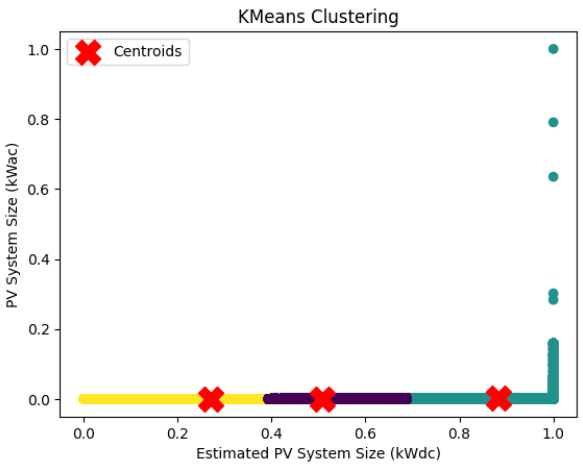 KMeans Clustering
Centroids
PV System Size (kWac)
1.0
0.8
0.6
0.4
0.2
0.0
0.0 0.2 0.4 0.6 0.8 1.0
Estimated PV System Size (kWdc)